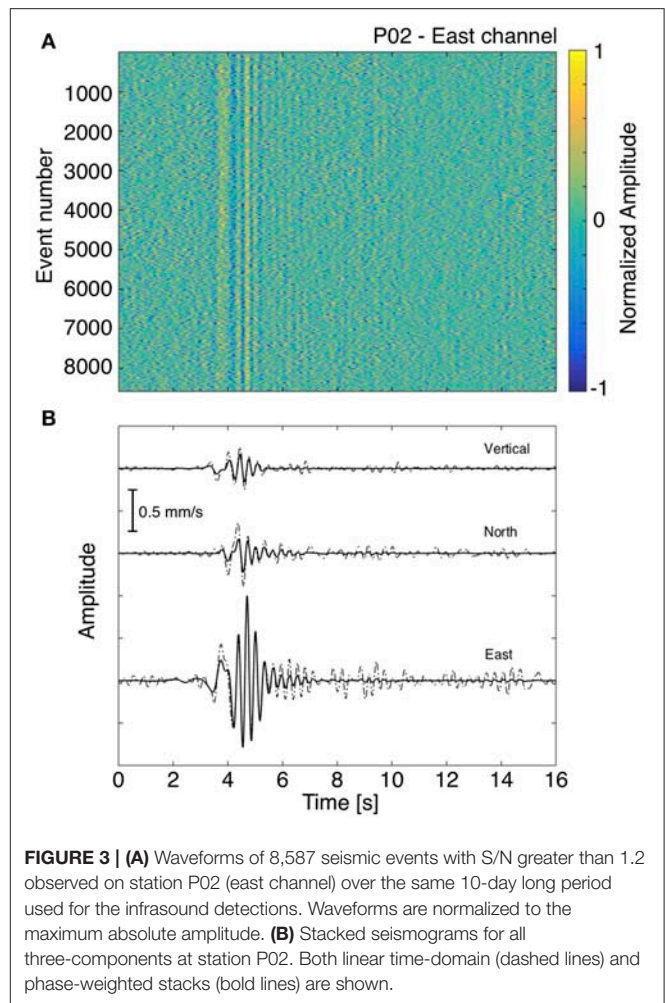 A
P02 - East channel
1
1000
2000
3000
4000
5000
6000
7000
8000
Event number
0
-1
Normalized Amplitude
B
Vertical
0.5 mm/s
North
East
Amplitude
0 2 4 6 8 10 12 14 16
Time [s]
FIGURE 3 | (A) Waveforms of 8,587 seismic events with S/N greater than 1.2
observed on station P02 (east channel) over the same 10-day long period
used for the infrasound detections. Waveforms are normalized to the
maximum absolute amplitude. (B) Stacked seismograms for all
three-components at station P02. Both linear time-domain (dashed lines) and
phase-weighted stacks (bold lines) are shown.